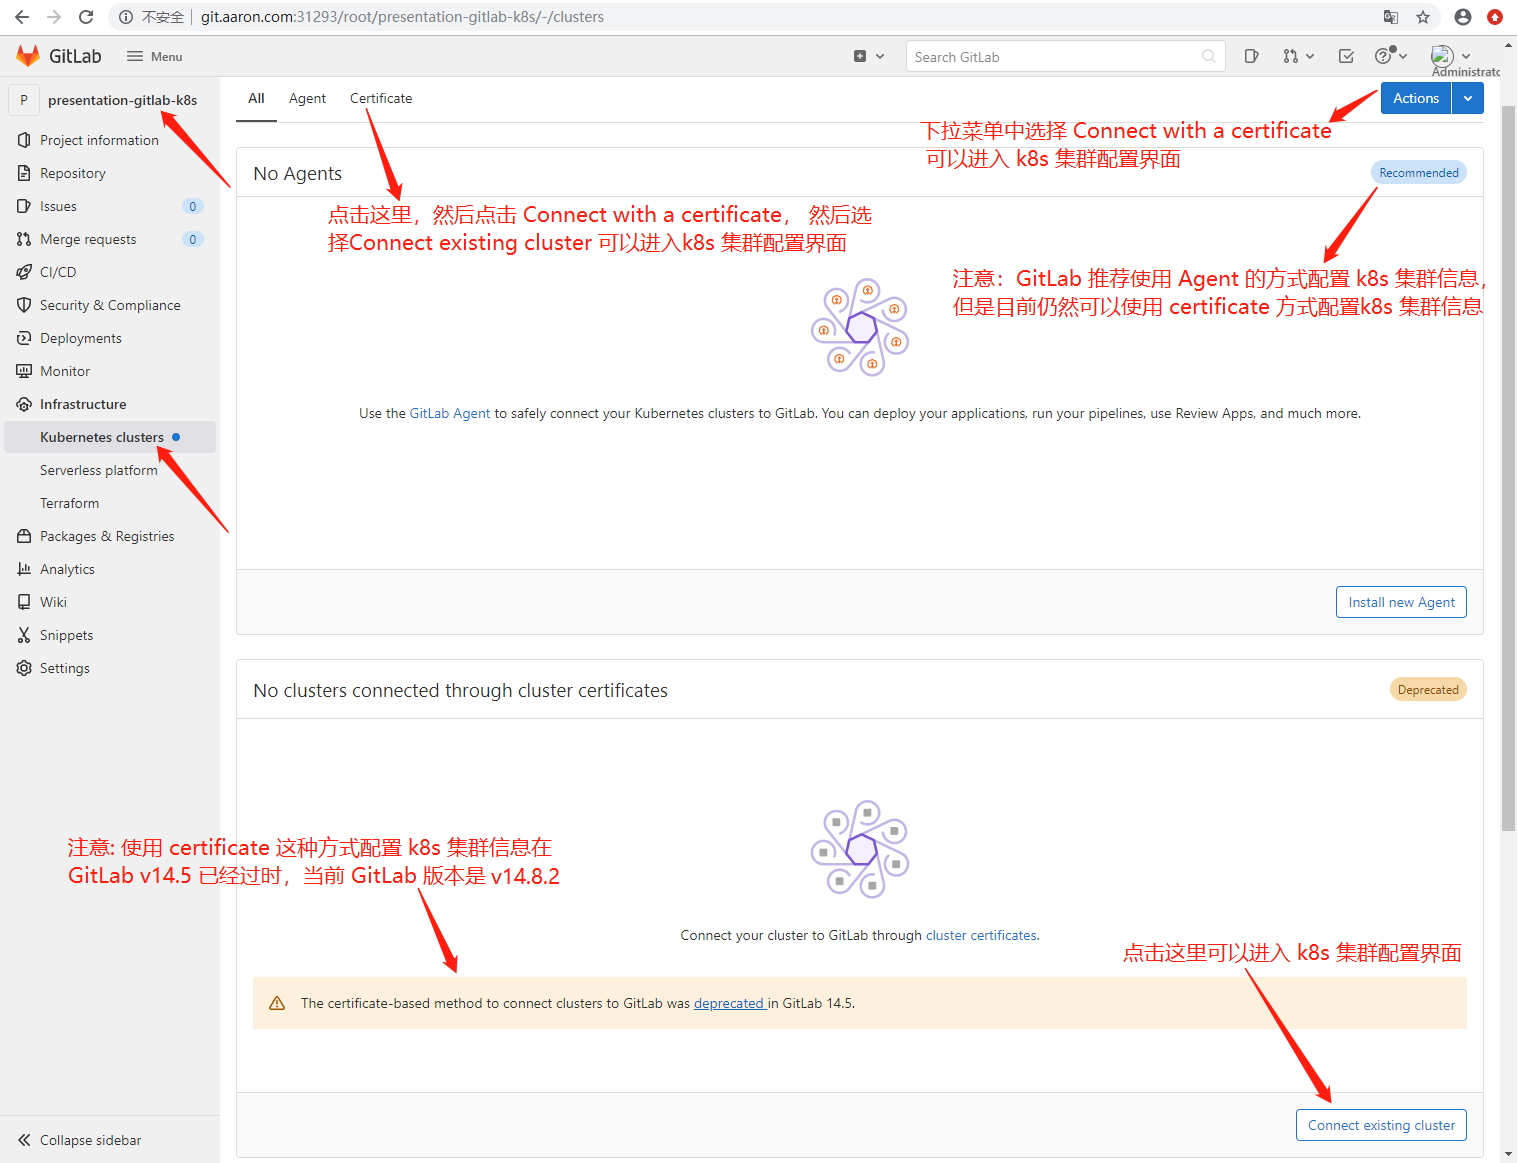 不安全 git.aaron.com:31293/root/presentation-gitlab-k8s/-/clusters
GitLab Menu Search GitLab
Administrato
P presentation-gitlab-k8s
Project information
Repository
Issues 0
Merge requests 0
CI/CD
Security & Compliance
Deployments
Monitor
Infrastructure
Kubernetes clusters
Serverless platform
Terraform
Packages & Registries
Analytics
Wiki
Snippets
Settings
Collapse sidebar
All Agent Certificate
Actions
下拉菜单中选择 Connect with a certificate
可以进入 k8s 集群配置界面
No Agents
Recommended
点击这里，然后点击 Connect with a certificate， 然后选
择Connect existing cluster 可以进入k8s 集群配置界面
注意：GitLab 推荐使用 Agent 的方式配置 k8s 集群信息，
但是目前仍然可以使用 certificate 方式配置k8s 集群信息
Use the GitLab Agent to safely connect your Kubernetes clusters to GitLab. You can deploy your applications, run your pipelines, use Review Apps, and much more.
Install new Agent
No clusters connected through cluster certificates
Deprecated
注意: 使用 certificate 这种方式配置 k8s 集群信息在
GitLab v14.5 已经过时，当前 GitLab 版本是 v14.8.2
Connect your cluster to GitLab through cluster certificates.
点击这里可以进入 k8s 集群配置界面
The certificate-based method to connect clusters to GitLab was deprecated in GitLab 14.5.
Connect existing cluster